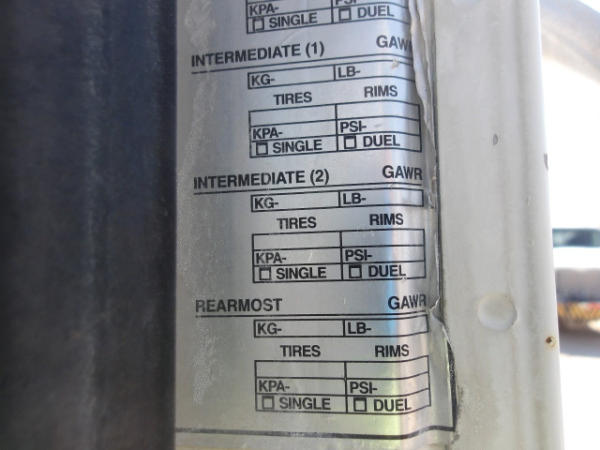 KPA- PSI-
SINGLE DUEL
INTERMEDIATE (1) GAWR
KG- LB-
TIRES RIMS
KPA- PSI-
SINGLE DUEL
INTERMEDIATE (2) GAWR
KG- LB-
TIRES RIMS
KPA- PSI-
SINGLE DUEL
REARMOST GAWR
KG- LB-
TIRES RIMS
KPA- PSI-
SINGLE DUEL